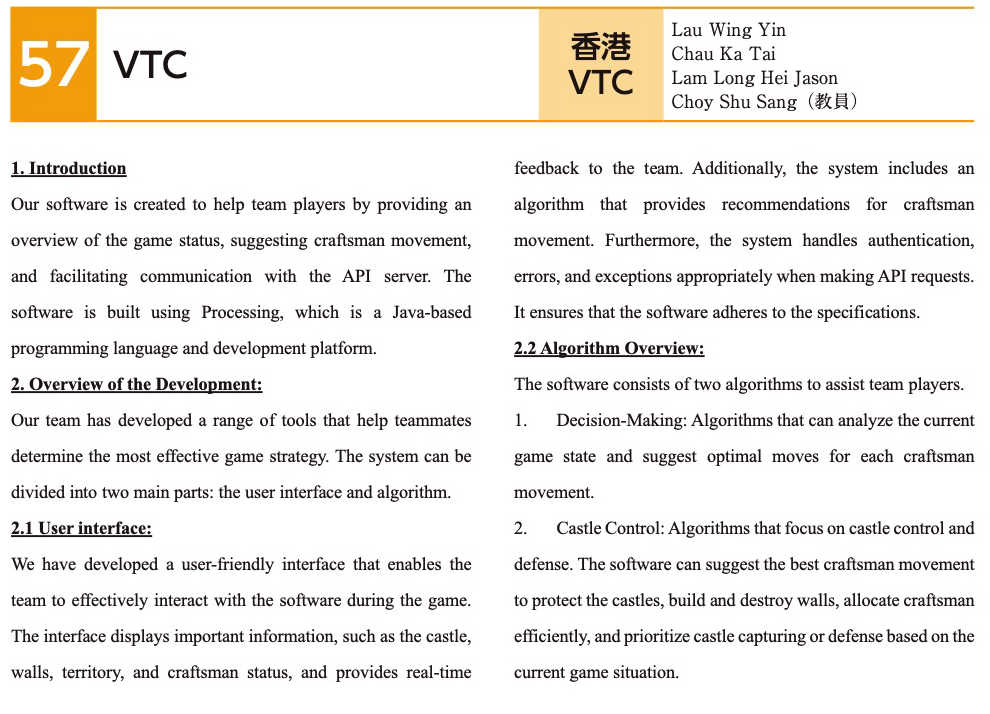 57
VTC
香港
VTC
Lau Wing Yin
Chau Ka Tai
Lam Long Hei Jason
Choy Shu Sang（教員）
1. Introduction
Our software is created to help team players by providing an
overview of the game status, suggesting craftsman movement,
and facilitating communication with the API server. The
software is built using Processing, which is a Java-based
programming language and development platform.
2. Overview of the Development:
Our team has developed a range of tools that help teammates
determine the most effective game strategy. The system can be
divided into two main parts: the user interface and algorithm.
2.1 User interface:
We have developed a user-friendly interface that enables the
team to effectively interact with the software during the game.
The interface displays important information, such as the castle,
walls, territory, and craftsman status, and provides real-time
feedback to the team. Additionally, the system includes an
algorithm that provides recommendations for craftsman
movement. Furthermore, the system handles authentication,
errors, and exceptions appropriately when making API requests.
It ensures that the software adheres to the specifications.
2.2 Algorithm Overview:
The software consists of two algorithms to assist team players.
1. Decision-Making: Algorithms that can analyze the current
game state and suggest optimal moves for each craftsman
movement.
2. Castle Control: Algorithms that focus on castle control and
defense. The software can suggest the best craftsman movement
to protect the castles, build and destroy walls, allocate craftsman
efficiently, and prioritize castle capturing or defense based on the
current game situation.